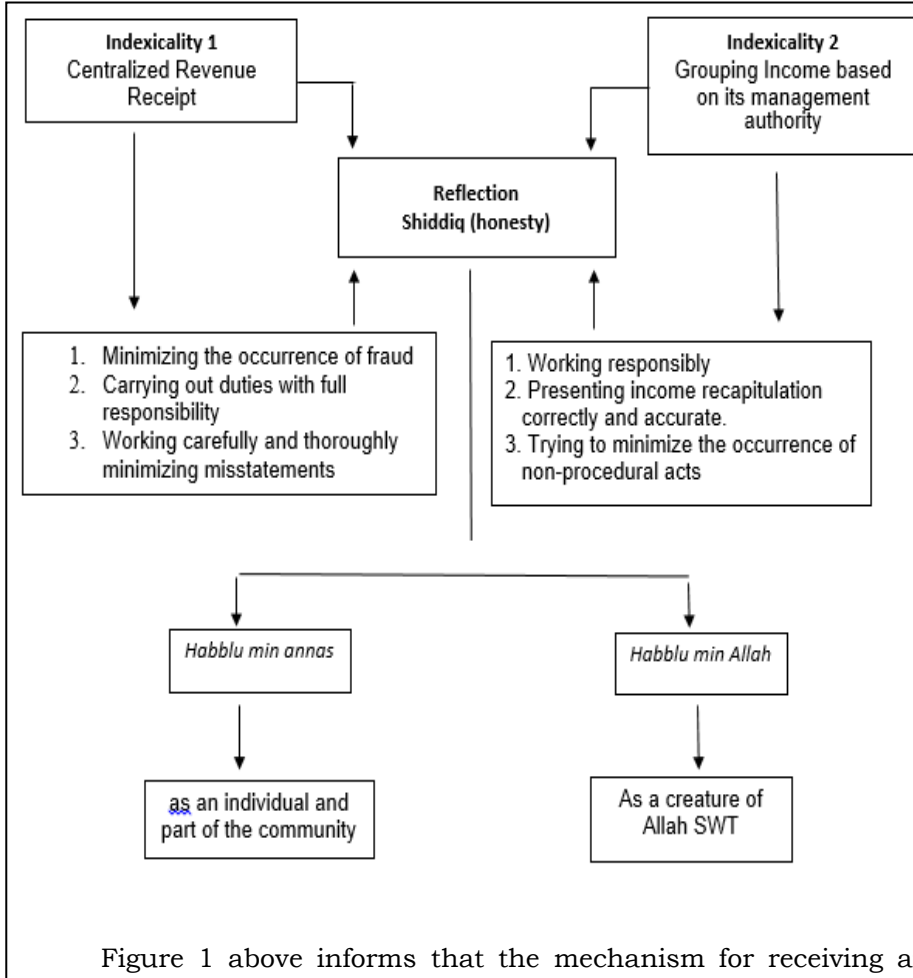 Indexicality 1
Centralized Revenue
Receipt
Indexicality 2
Grouping Income based
on its management
authority
Reflection
Shiddiq (honesty)
1. Minimizing the occurrence of fraud
2. Carrying out duties with full
responsibility
3. Working carefully and thoroughly
minimizing misstatements
1. Working responsibly
2. Presenting income recapitulation
correctly and accurate.
3. Trying to minimize the occurrence of
non-procedural acts
Habblu min annas
Habblu min Allah
as an individual and
part of the community
As a creature of
Allah SWT
Figure 1 above informs that the mechanism for receiving a